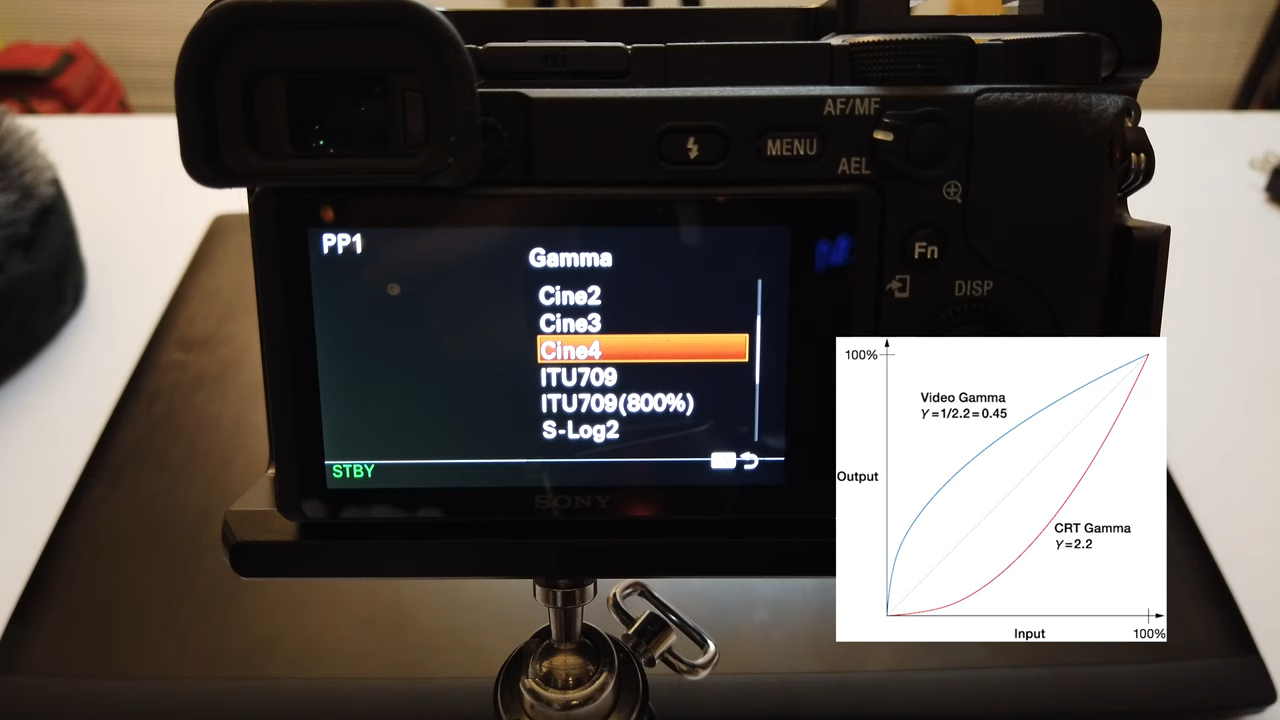 AF/MF
MENU
AEL
Fn
DISP
PP1
Gamma
Cine2
Cine3
Cine4
ITU709
ITU709(800%)
S-Log2
STBY
SONY
100%
Video Gamma
γ=1/2.2=0.45
Output
CRT Gamma
γ=2.2
Input
100%